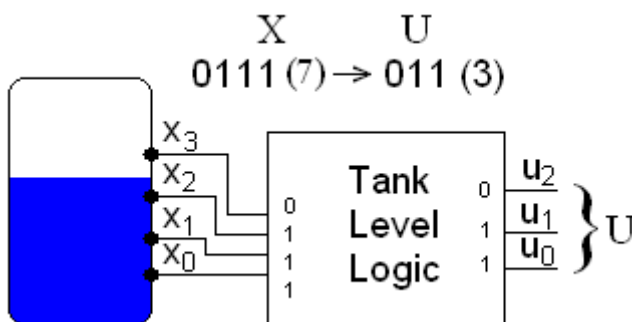 X U
0111 (7) → 011 (3)
x3
x2
x1
x0
0
1
1
1
Tank
Level
Logic
0
1
1
u2
u1
u0
U